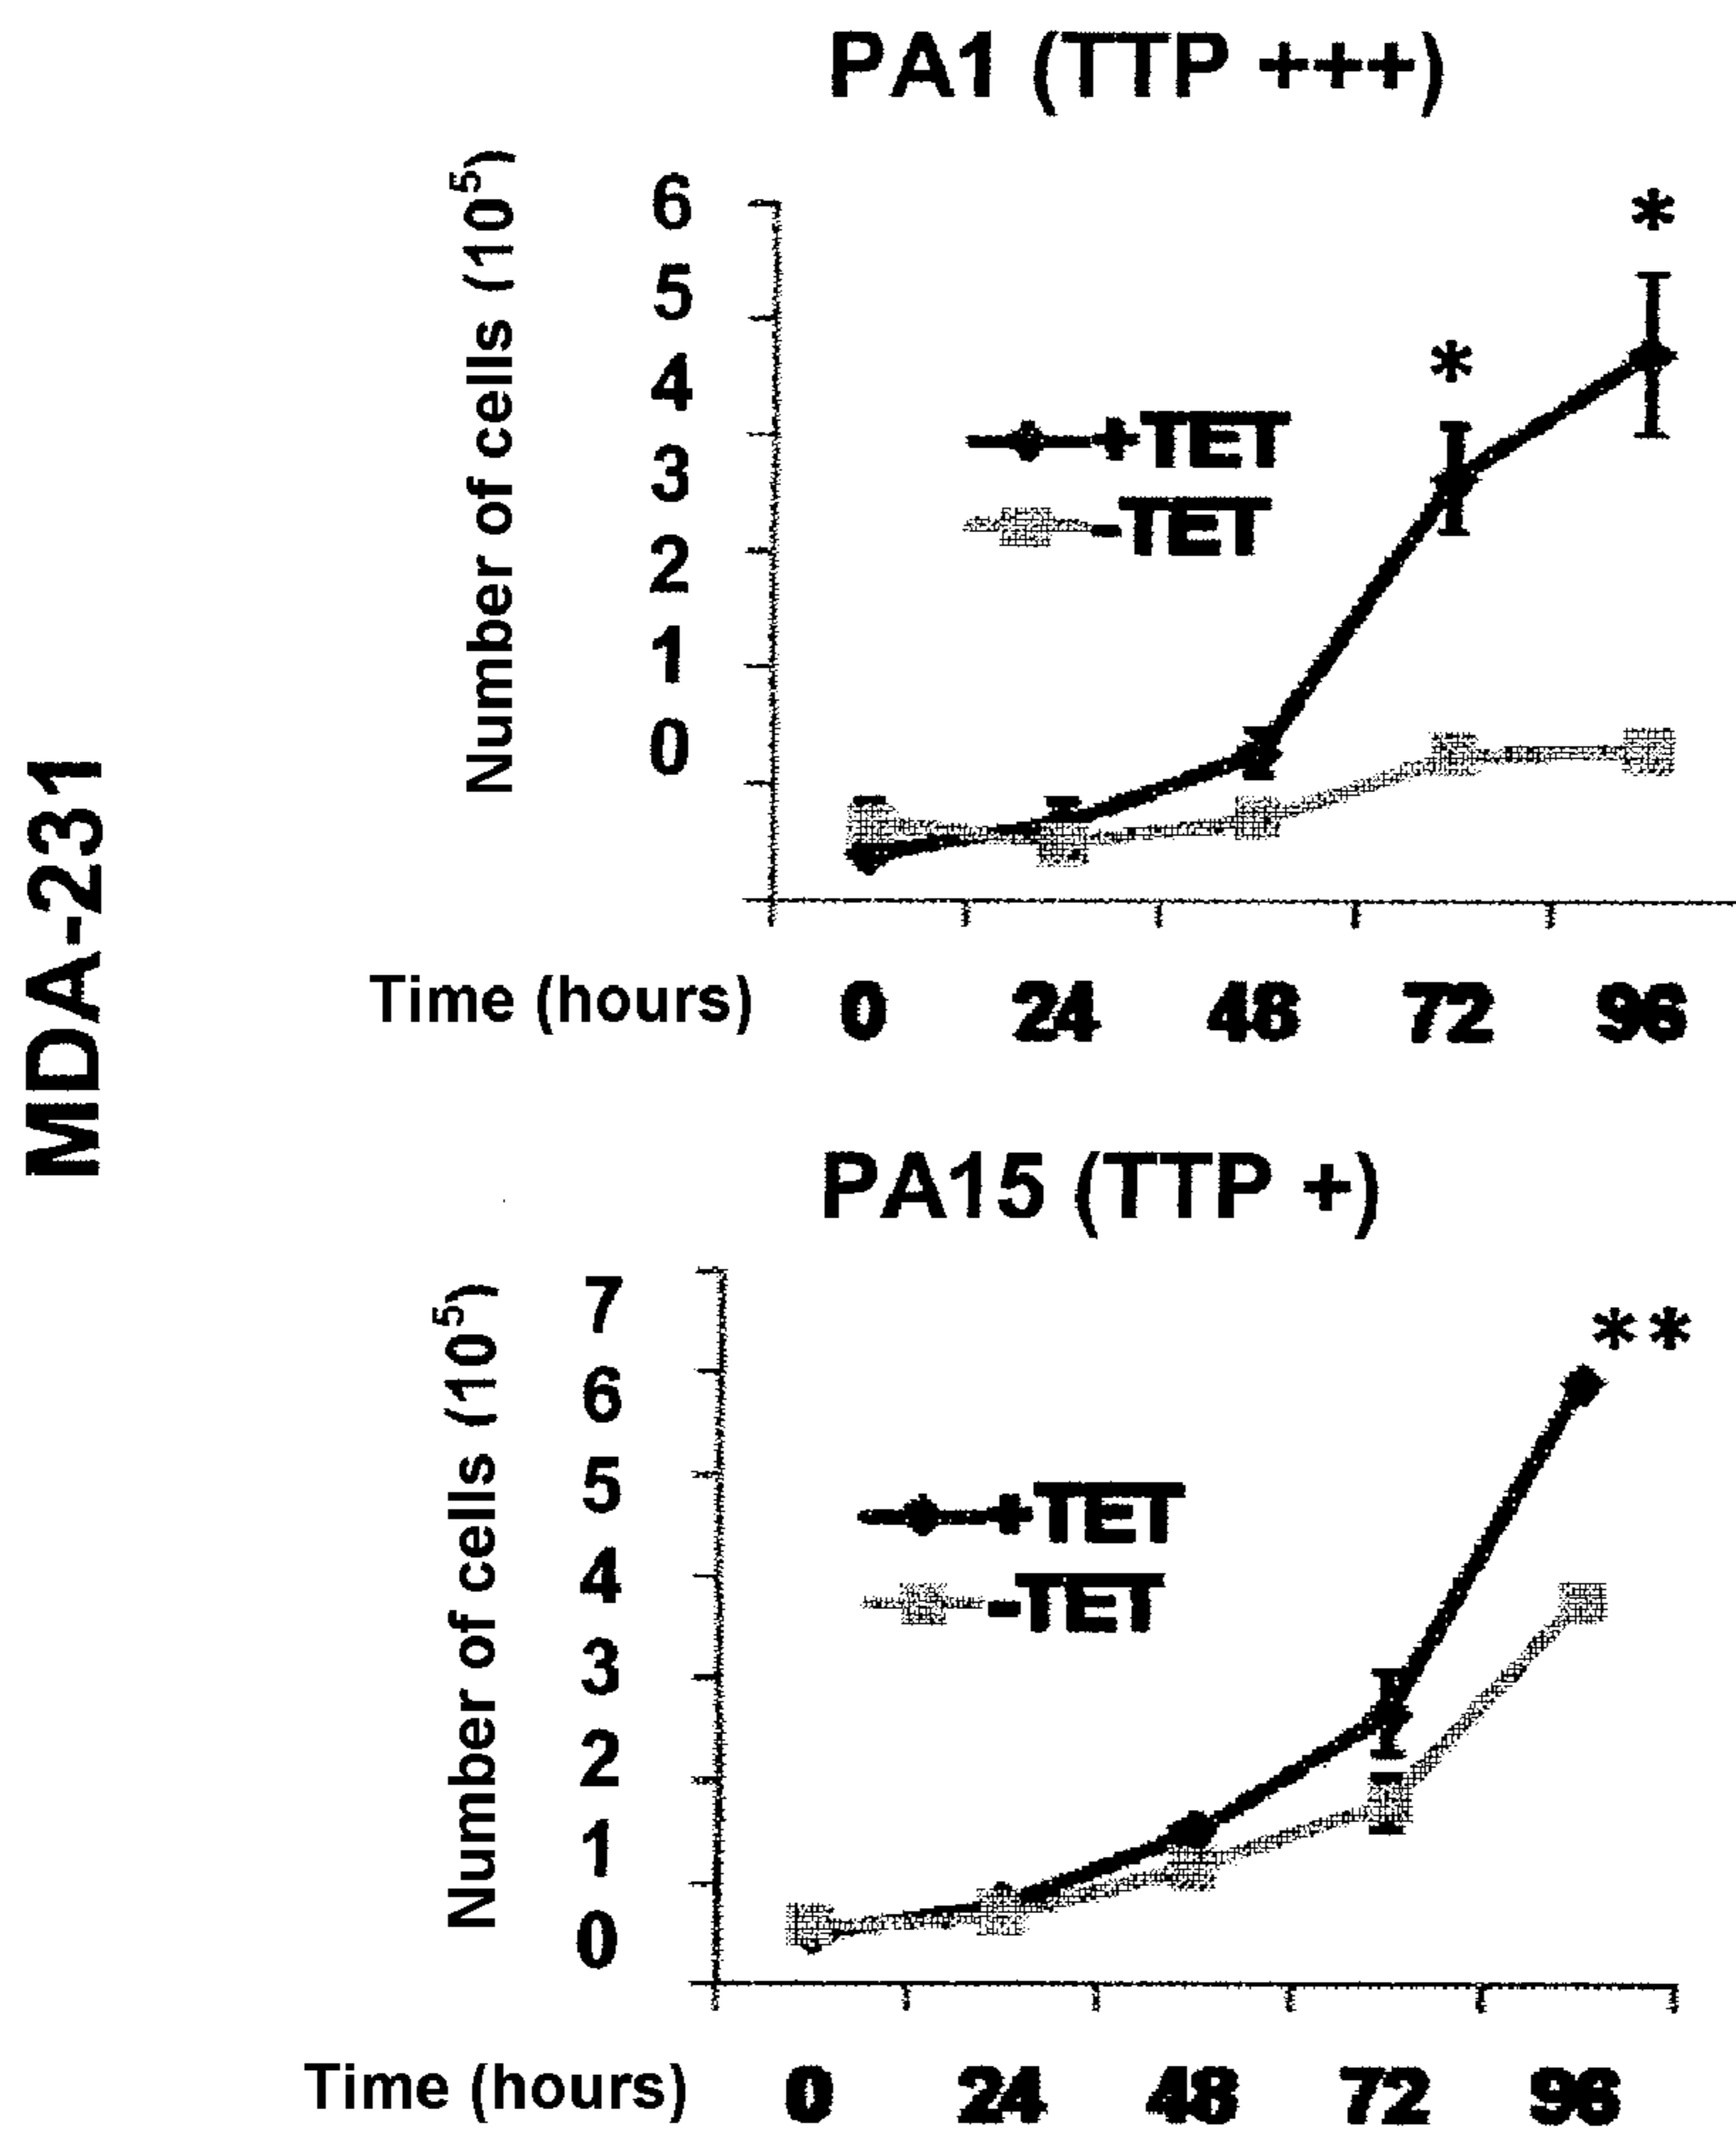 MDA-231
PA1 (TTP +++)
Number of cells (10⁵)
6
5
4
3
2
1
0
*
*
+TET
-TET
Time (hours) 0 24 48 72 96
PA15 (TTP +)
Number of cells (10⁵)
7
6
5
4
3
2
1
0
**
+TET
-TET
Time (hours) 0 24 48 72 96